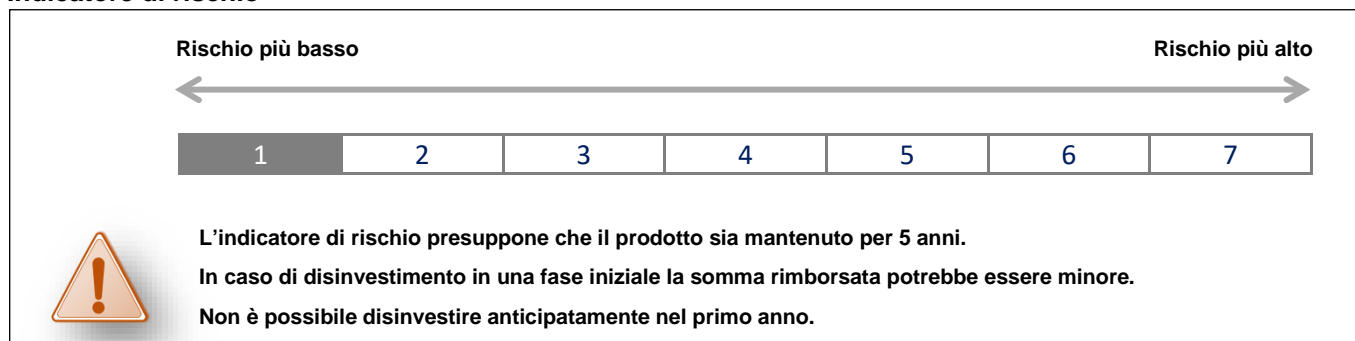 Indicatore di rischio
Rischio più basso Rischio più alto
1 2 3 4 5 6 7
L'indicatore di rischio presuppone che il prodotto sia mantenuto per 5 anni.
In caso di disinvestimento in una fase iniziale la somma rimborsata potrebbe essere minore.
Non è possibile disinvestire anticipatamente nel primo anno.